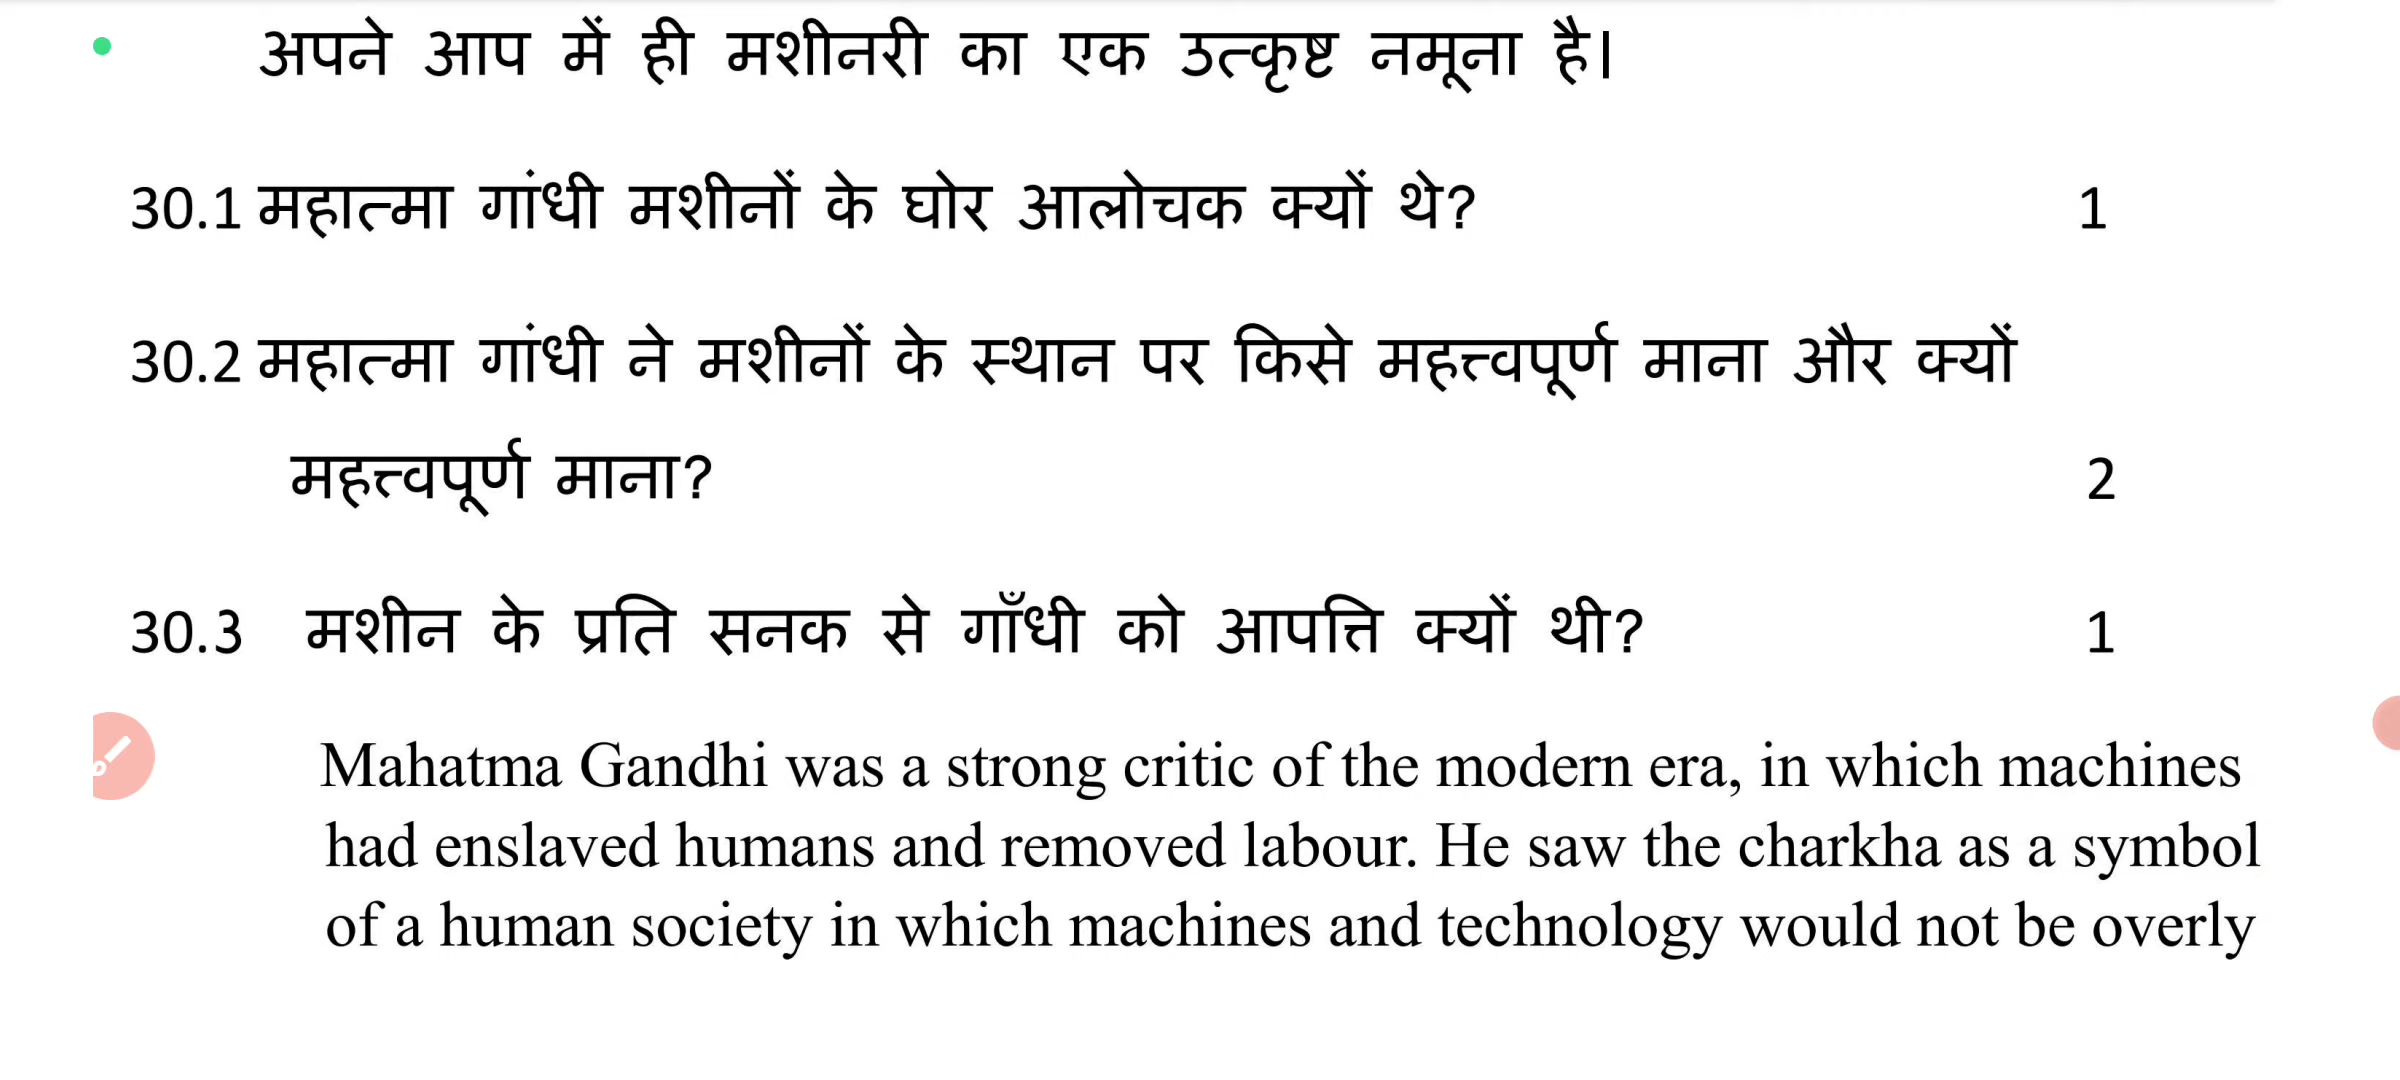 अपने आप में ही मशीनरी का एक उत्कृष्ट नमूना है।
30.1 महात्मा गांधी मशीनों के घोर आलोचक क्यों थे? 1
30.2 महात्मा गांधी ने मशीनों के स्थान पर किसे महत्त्वपूर्ण माना और क्यों
महत्त्वपूर्ण माना? 2
30.3 मशीन के प्रति सनक से गाँधी को आपत्ति क्यों थी? 1
Mahatma Gandhi was a strong critic of the modern era, in which machines
had enslaved humans and removed labour. He saw the charkha as a symbol
of a human society in which machines and technology would not be overly